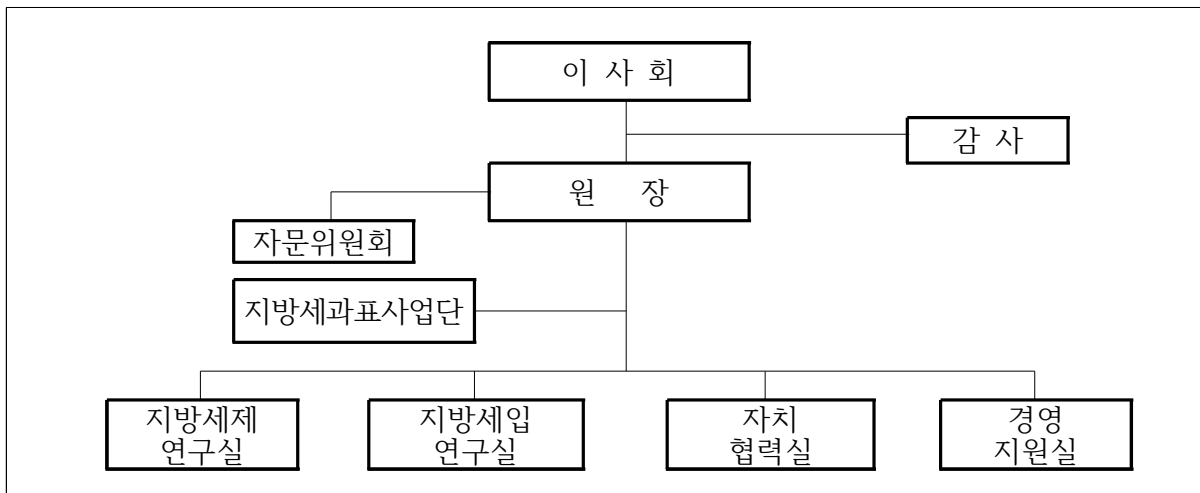 이 사 회
감 사
원 장
자문위원회
지방세과표사업단
지방세제
연구실
지방세입
연구실
자치
협력실
경영
지원실